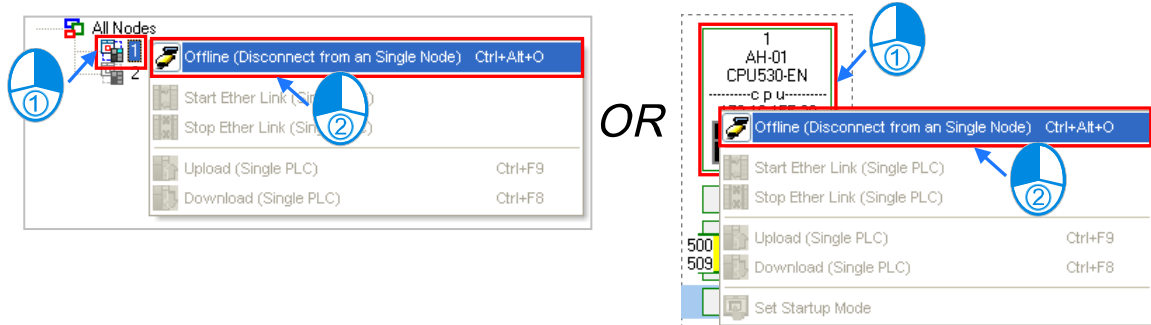 All Nodes
1
Offline (Disconnect from an Single Node) Ctrl+Alt+O
2
Start Ether Link
Stop Ether Link
Upload (Single PLC) Ctrl+F9
Download (Single PLC) Ctrl+F8
①
②
OR
1
AH-01
CPU530-EN
--------c p u--------
①
Offline (Disconnect from an Single Node) Ctrl+Alt+O
Start Ether Link (Single PLC)
Stop Ether Link (Single PLC)
②
500
Upload (Single PLC) Ctrl+F9
509
Download (Single PLC) Ctrl+F8
Set Startup Mode